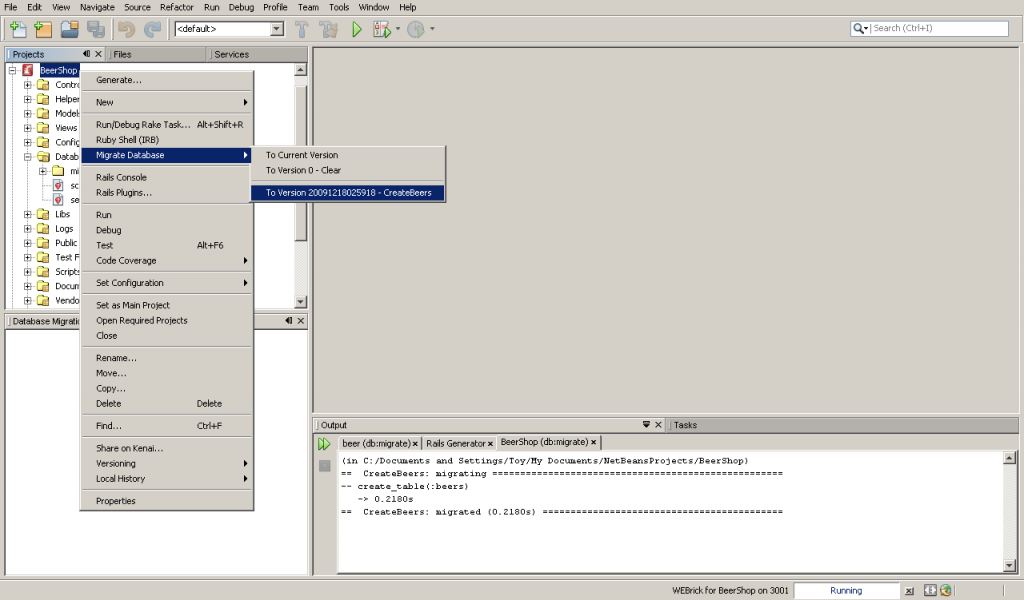 File Edit View Navigate Source Refactor Run Debug Profile Team Tools Window Help
<default>
Search (Ctrl+I)
Projects
Files
Services
BeerShop
Contro
Helper
Models
Views
Config
Datab
mi
sc
se
Libs
Logs
Public
Test F
Scripts
Docum
Vendo
Generate...
New
Run/Debug Rake Task... Alt+Shift+R
Ruby Shell (IRB)
Migrate Database
Rails Console
Rails Plugins...
Run
Debug
Test Alt+F6
Code Coverage
Set Configuration
Set as Main Project
Open Required Projects
Close
Rename...
Move...
Copy...
Delete Delete
Find... Ctrl+F
Share on Kenai...
Versioning
Local History
Properties
To Current Version
To Version 0 - Clear
To Version 20091218025918 - CreateBeers
Database Migratio
Output
Tasks
beer (db:migrate)
Rails Generator
BeerShop (db:migrate)
(in C:/Documents and Settings/Toy/My Documents/NetBeansProjects/BeerShop)
==  CreateBeers: migrating ====================================================
-- create_table(:beers)
   -> 0.2180s
==  CreateBeers: migrated (0.2180s) ===========================================
WEBrick for BeerShop on 3001
Running